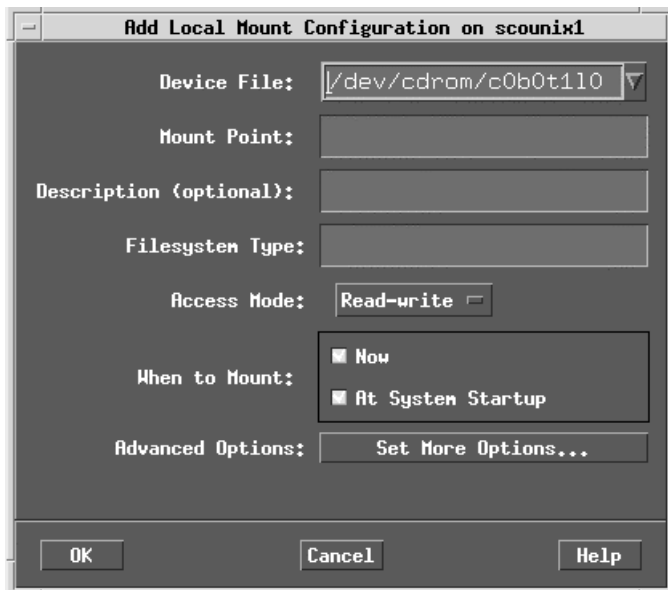 Add Local Mount Configuration on scounix1
Device File: /dev/cdrom/c0b0t1l0
Mount Point:
Description (optional):
Filesystem Type:
Access Mode: Read-write
When to Mount:
Now
At System Startup
Advanced Options: Set More Options...
OK Cancel Help